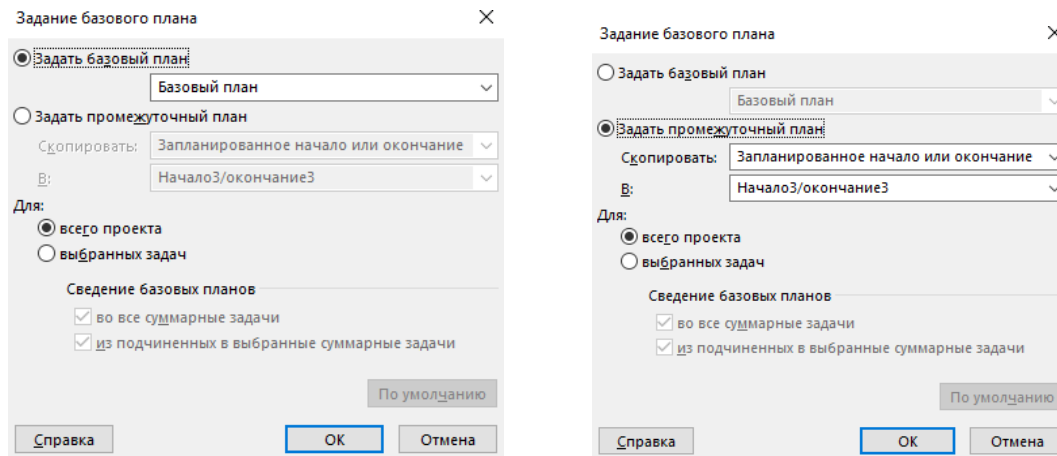 Задание базового плана
Задать базовый план
Базовый план
Задать промежуточный план
Скопировать: Запланированное начало или окончание
В: Начало3/окончание3
Для:
всего проекта
выбранных задач
Сведение базовых планов
во все суммарные задачи
из подчиненных в выбранные суммарные задачи
По умолчанию
Справка ОК Отмена
Задание базового плана
Задать базовый план
Базовый план
Задать промежуточный план
Скопировать: Запланированное начало или окончание
В: Начало3/окончание3
Для:
всего проекта
выбранных задач
Сведение базовых планов
во все суммарные задачи
из подчиненных в выбранные суммарные задачи
По умолчанию
Справка ОК Отмена